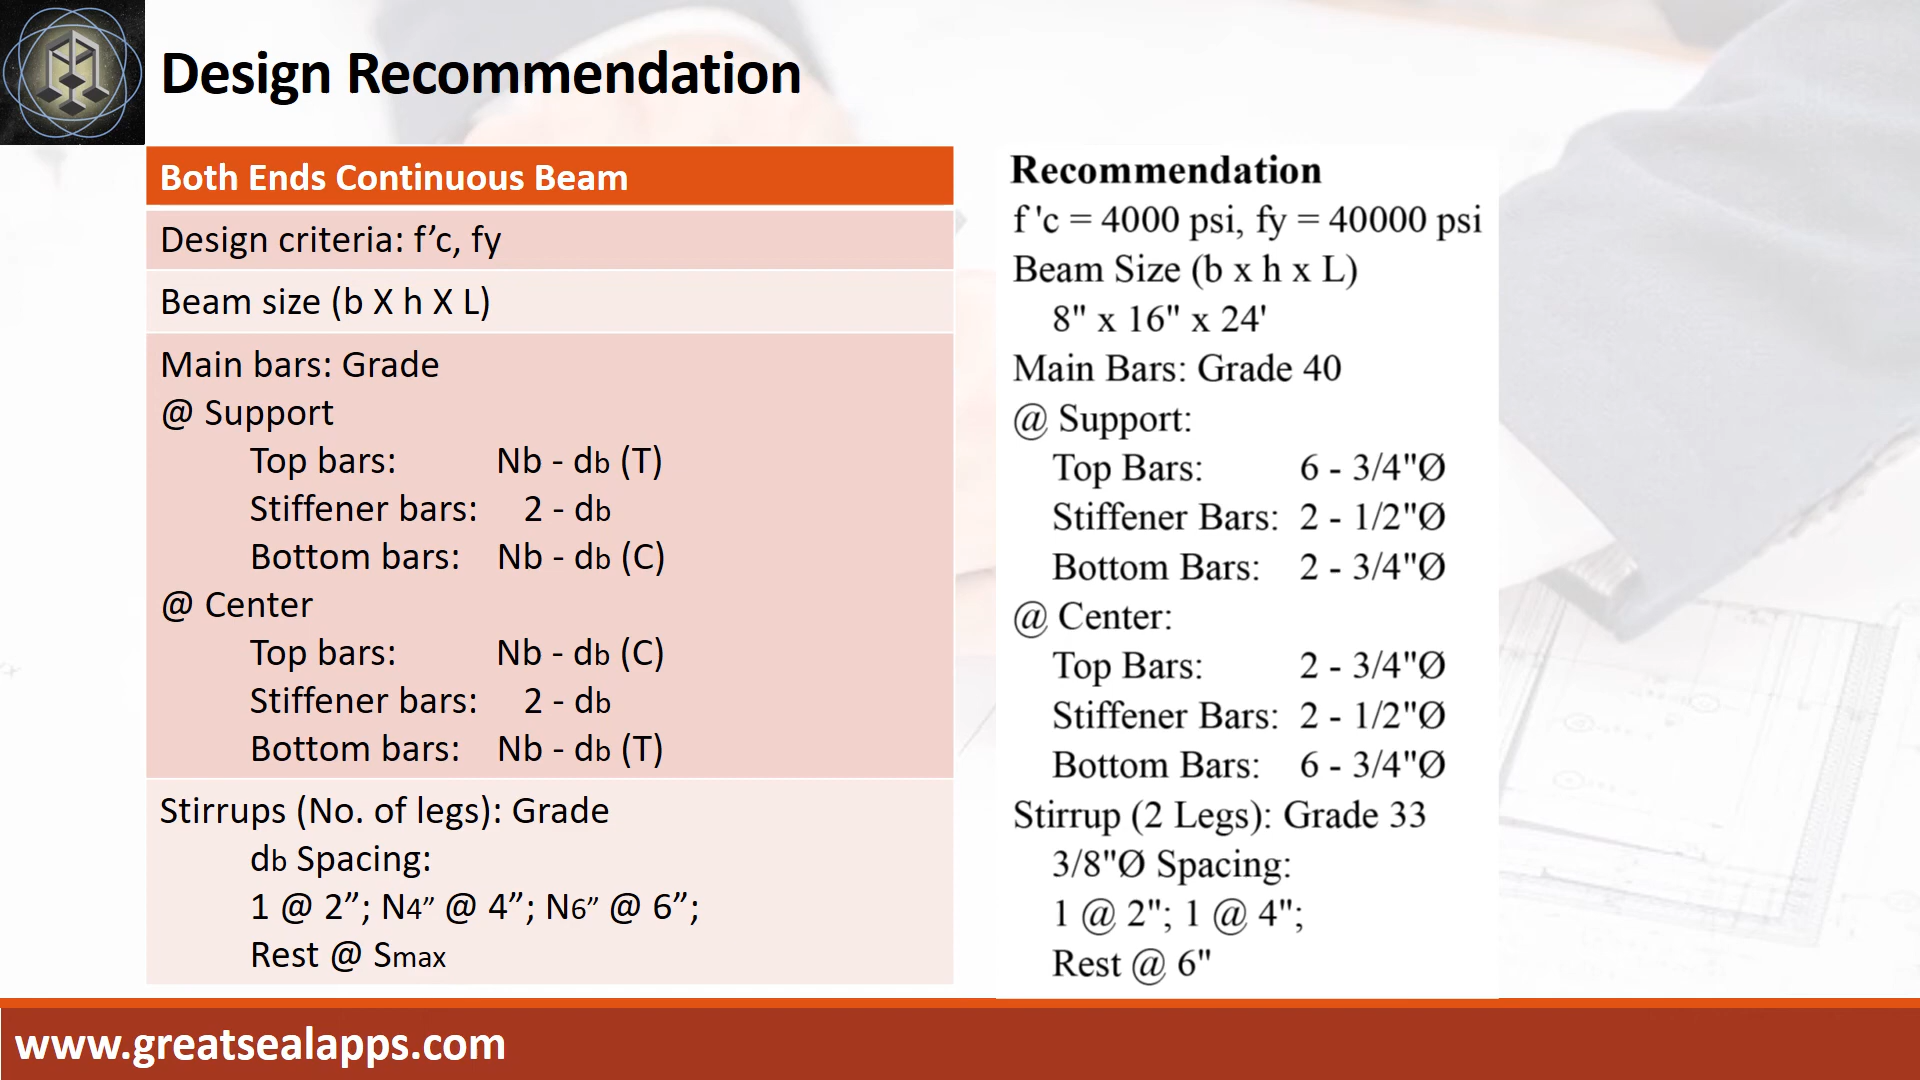 Design Recommendation
Both Ends Continuous Beam
Design criteria: f’c, fy
Beam size (b X h X L)
Main bars: Grade
@ Support
Top bars: Nb - db (T)
Stiffener bars: 2 - db
Bottom bars: Nb - db (C)
@ Center
Top bars: Nb - db (C)
Stiffener bars: 2 - db
Bottom bars: Nb - db (T)
Stirrups (No. of legs): Grade
db Spacing:
1 @ 2”; N4” @ 4”; N6” @ 6”;
Rest @ Smax
Recommendation
f 'c = 4000 psi, fy = 40000 psi
Beam Size (b x h x L)
8" x 16" x 24'
Main Bars: Grade 40
@ Support:
Top Bars: 6 - 3/4"Ø
Stiffener Bars: 2 - 1/2"Ø
Bottom Bars: 2 - 3/4"Ø
@ Center:
Top Bars: 2 - 3/4"Ø
Stiffener Bars: 2 - 1/2"Ø
Bottom Bars: 6 - 3/4"Ø
Stirrup (2 Legs): Grade 33
3/8"Ø Spacing:
1 @ 2"; 1 @ 4";
Rest @ 6"
www.greatsealapps.com